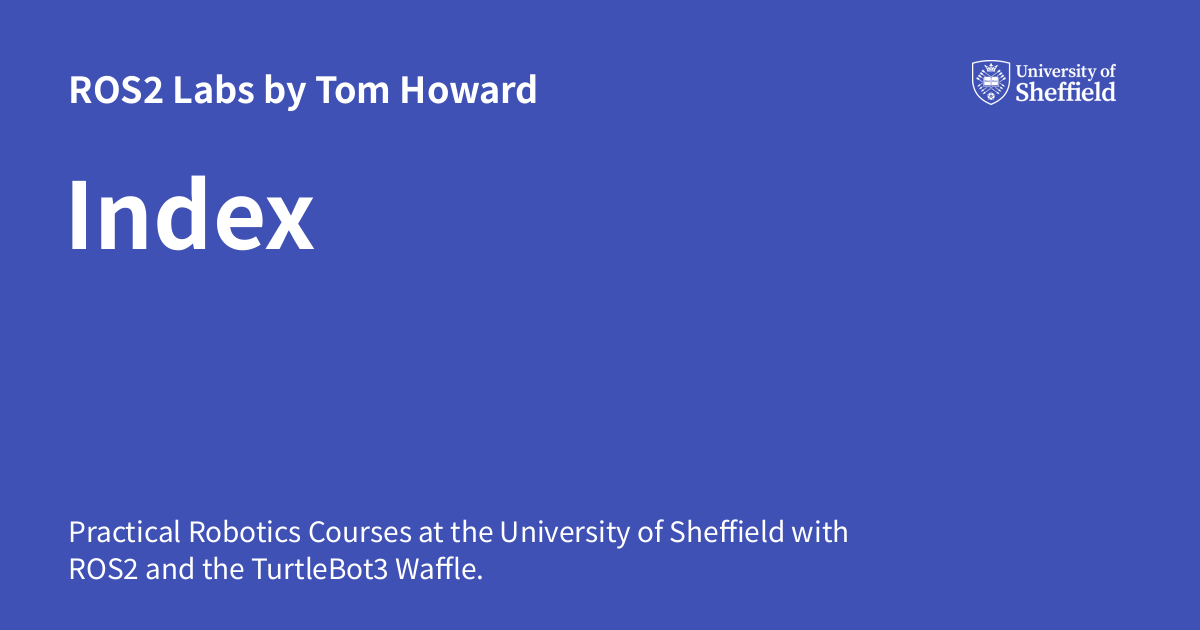 ROS2 Labs by Tom Howard
University of
Sheffield
Index
Practical Robotics Courses at the University of Sheffield with
ROS2 and the TurtleBot3 Waffle.